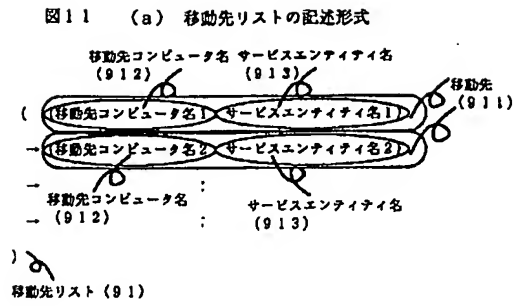 図11　(a) 移動先リストの記述形式
移動先コンピュータ名 サービスエンティティ名
(912) (913)
移動先
(911)
( 移動先コンピュータ名1 サービスエンティティ名1
→ 移動先コンピュータ名2 サービスエンティティ名2
→ :
移動先コンピュータ名 サービスエンティティ名
→ (912) ; (913)
)
移動先リスト(91)